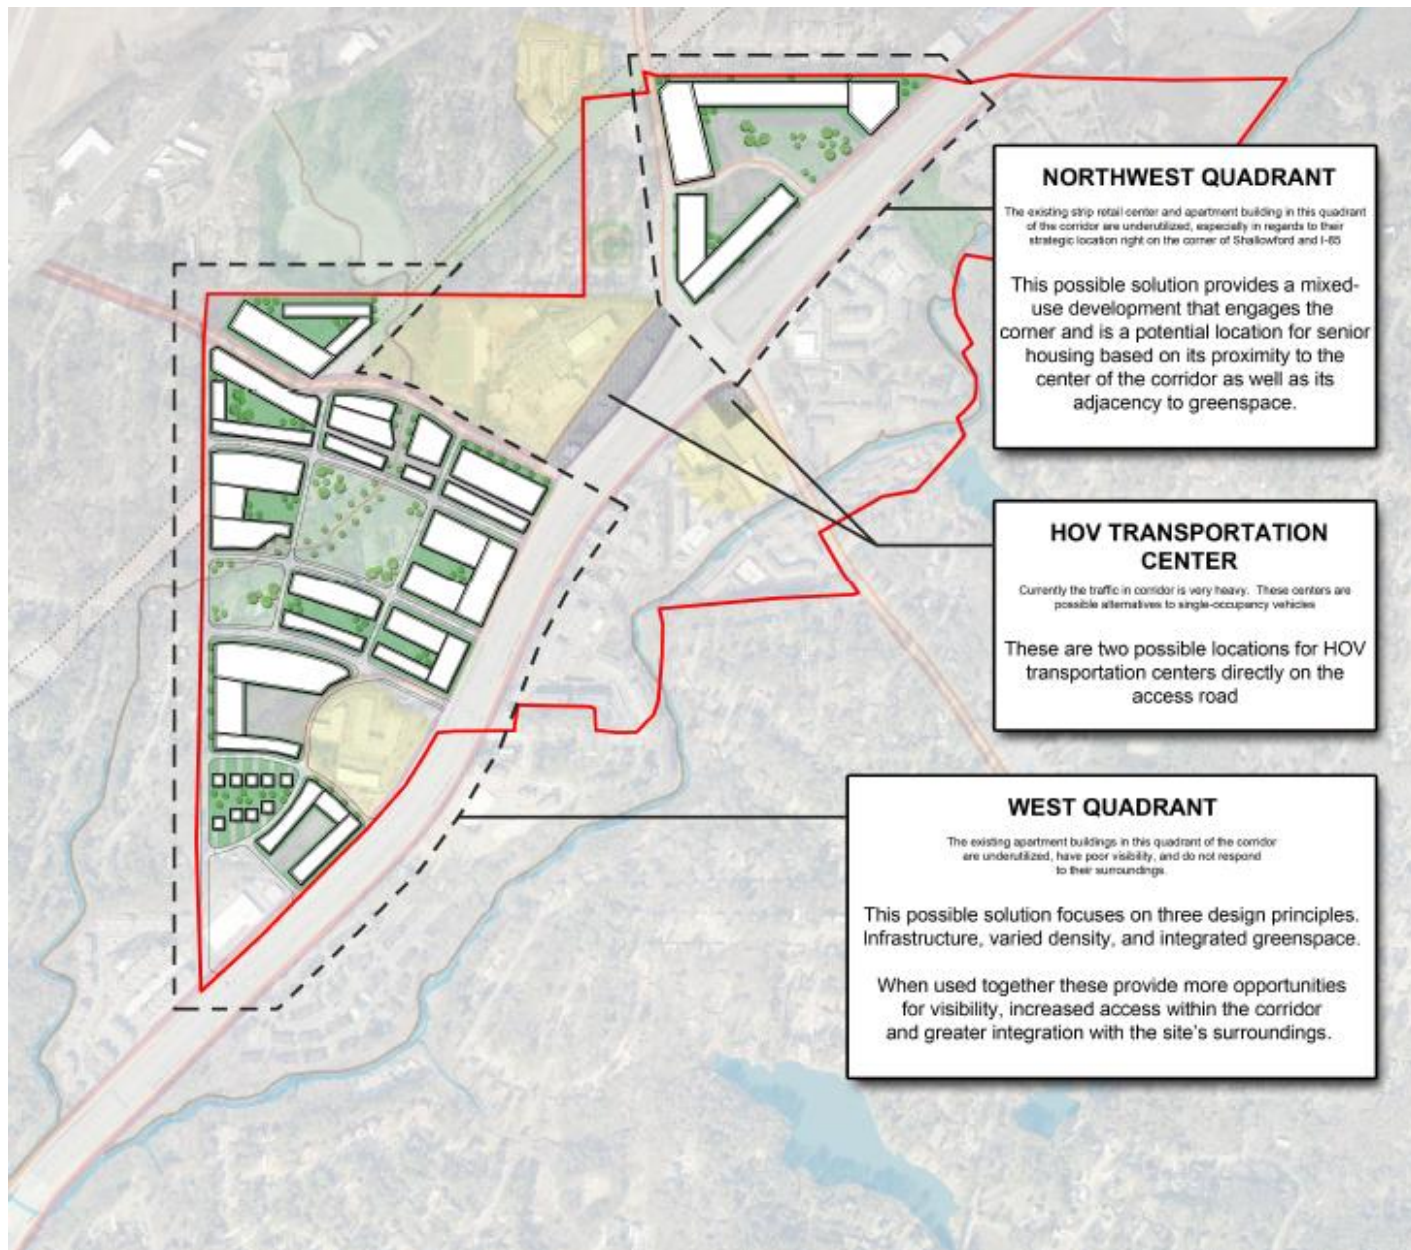 NORTHWEST QUADRANT
The existing strip retail center and apartment building in this quadrant
of the corridor are underutilized, especially in regards to their
strategic location right on the corner of Shallowford and I-85
This possible solution provides a mixed-
use development that engages the
corner and is a potential location for senior
housing based on its proximity to the
center of the corridor as well as its
adjacency to greenspace.
HOV TRANSPORTATION
CENTER
Currently the traffic in corridor is very heavy. These centers are
possible alternatives to single-occupancy vehicles
These are two possible locations for HOV
transportation centers directly on the
access road
WEST QUADRANT
The existing apartment buildings in this quadrant of the corridor
are underutilized, have poor visibility, and do not respond
to their surroundings.
This possible solution focuses on three design principles.
Infrastructure, varied density, and integrated greenspace.
When used together these provide more opportunities
for visibility, increased access within the corridor
and greater integration with the site's surroundings.